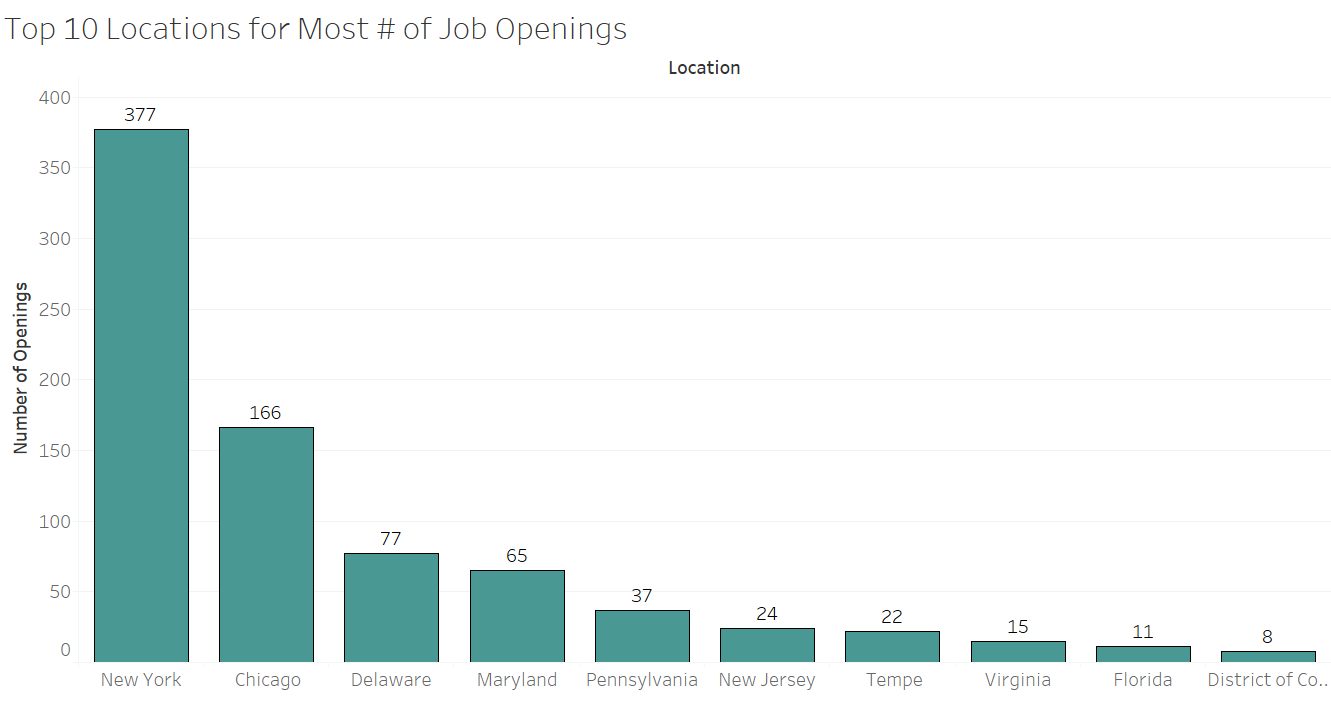 Top 10 Locations for Most # of Job Openings
Location
Number of Openings
400
350
300
250
200
150
100
50
0
377
166
77
65
37
24
22
15
11
8
New York
Chicago
Delaware
Maryland
Pennsylvania
New Jersey
Tempe
Virginia
Florida
District of Co..